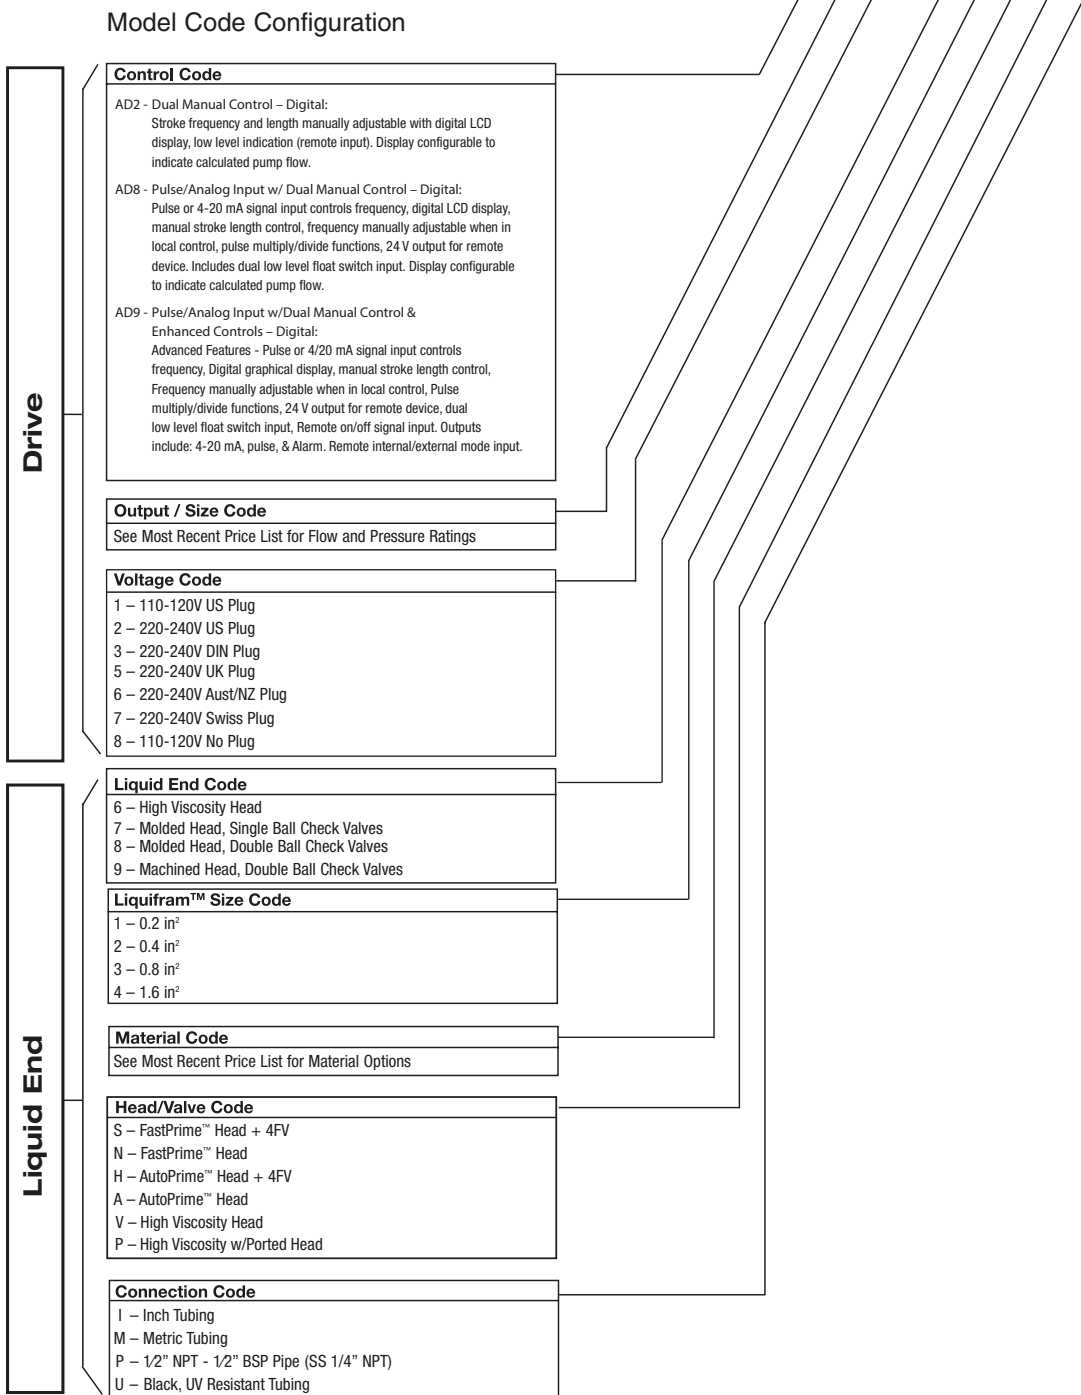 Model Code Configuration
Drive
Control Code
AD2 - Dual Manual Control – Digital:
Stroke frequency and length manually adjustable with digital LCD
display, low level indication (remote input). Display configurable to
indicate calculated pump flow.
AD8 - Pulse/Analog Input w/ Dual Manual Control – Digital:
Pulse or 4-20 mA signal input controls frequency, digital LCD display,
manual stroke length control, frequency manually adjustable when in
local control, pulse multiply/divide functions, 24 V output for remote
device. Includes dual low level float switch input. Display configurable
to indicate calculated pump flow.
AD9 - Pulse/Analog Input w/Dual Manual Control &
Enhanced Controls – Digital:
Advanced Features - Pulse or 4/20 mA signal input controls
frequency, Digital graphical display, manual stroke length control,
Frequency manually adjustable when in local control, Pulse
multiply/divide functions, 24 V output for remote device, dual
low level float switch input, Remote on/off signal input. Outputs
include: 4-20 mA, pulse, & Alarm. Remote internal/external mode input.
Output / Size Code
See Most Recent Price List for Flow and Pressure Ratings
Voltage Code
1 – 110-120V US Plug
2 – 220-240V US Plug
3 – 220-240V DIN Plug
5 – 220-240V UK Plug
6 – 220-240V Aust/NZ Plug
7 – 220-240V Swiss Plug
8 – 110-120V No Plug
Liquid End
Liquid End Code
6 – High Viscosity Head
7 – Molded Head, Single Ball Check Valves
8 – Molded Head, Double Ball Check Valves
9 – Machined Head, Double Ball Check Valves
Liquifram™ Size Code
1 – 0.2 in²
2 – 0.4 in²
3 – 0.8 in²
4 – 1.6 in²
Material Code
See Most Recent Price List for Material Options
Head/Valve Code
S – FastPrime™ Head + 4FV
N – FastPrime™ Head
H – AutoPrime™ Head + 4FV
A – AutoPrime™ Head
V – High Viscosity Head
P – High Viscosity w/Ported Head
Connection Code
I – Inch Tubing
M – Metric Tubing
P – 1/2” NPT - 1/2” BSP Pipe (SS 1/4” NPT)
U – Black, UV Resistant Tubing